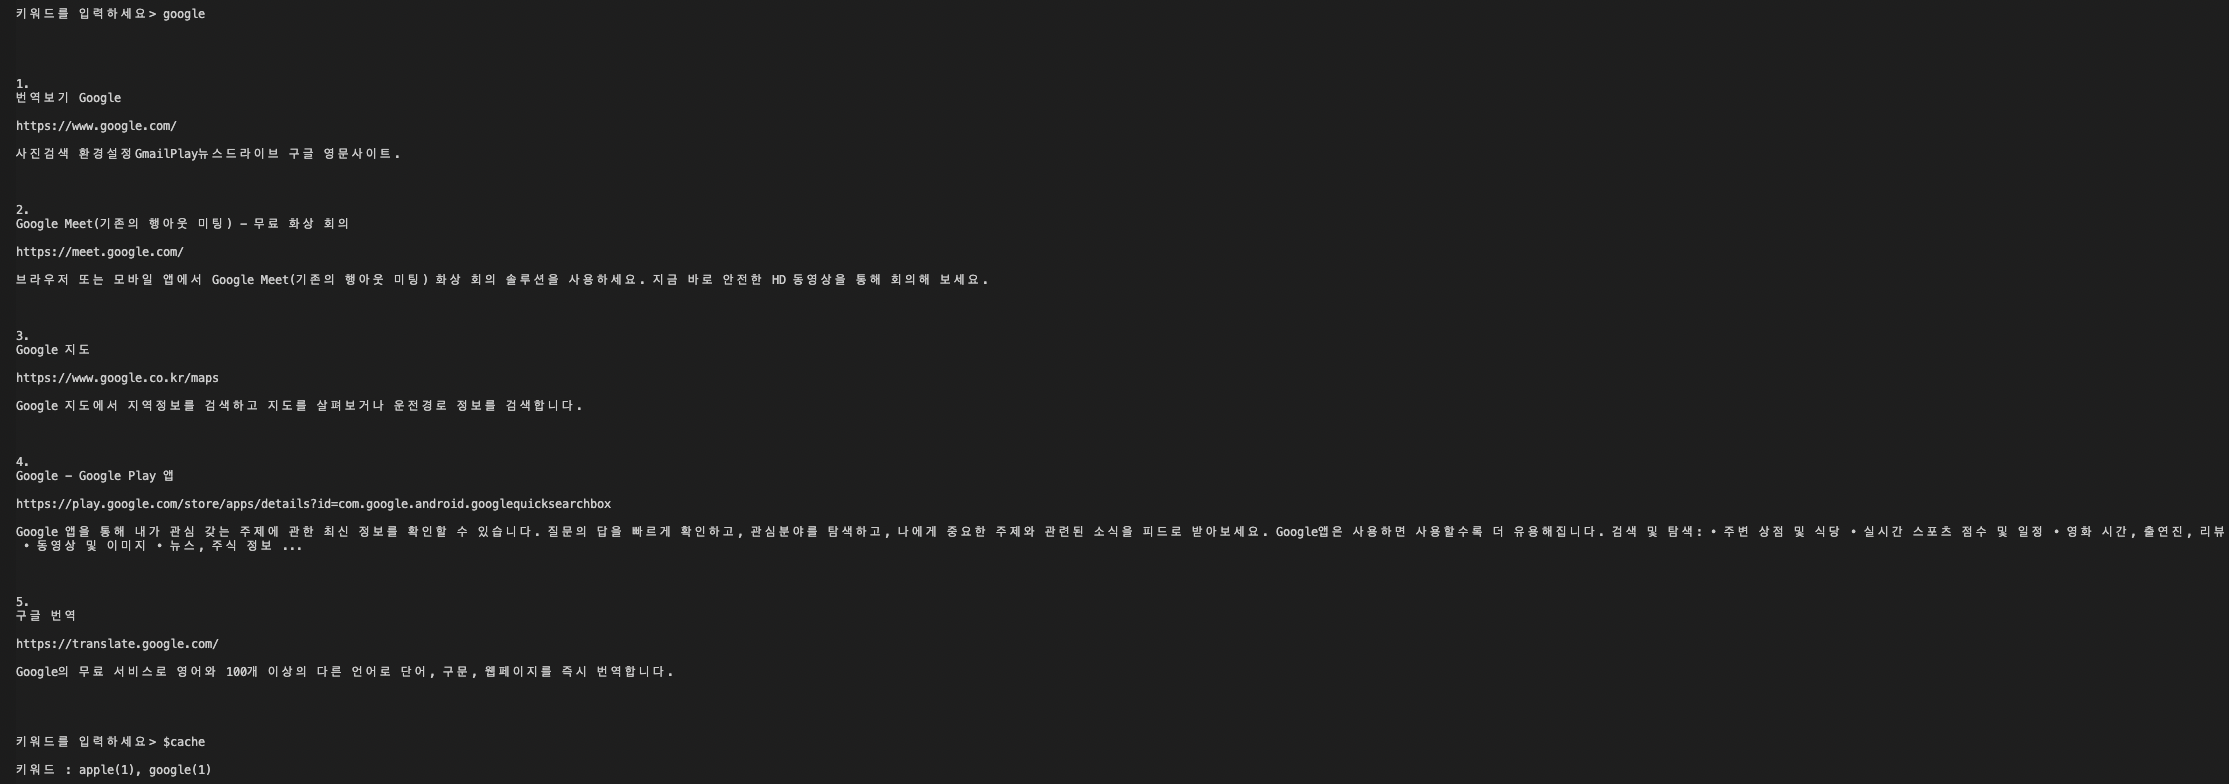 키워드를 입력하세요> google
1.
번역보기 Google
https://www.google.com/
사진검색 환경설정GmailPlay뉴스드라이브 구글 영문사이트.
2.
Google Meet(기존의 행아웃 미팅) - 무료 화상 회의
https://meet.google.com/
브라우저 또는 모바일 앱에서 Google Meet(기존의 행아웃 미팅) 화상 회의 솔루션을 사용하세요. 지금 바로 안전한 HD 동영상을 통해 회의해 보세요.
3.
Google 지도
https://www.google.co.kr/maps
Google 지도에서 지역정보를 검색하고 지도를 살펴보거나 운전경로 정보를 검색합니다.
4.
Google - Google Play 앱
https://play.google.com/store/apps/details?id=com.google.android.googlequicksearchbox
Google 앱을 통해 내가 관심 갖는 주제에 관한 최신 정보를 확인할 수 있습니다. 질문의 답을 빠르게 확인하고, 관심분야를 탐색하고, 나에게 중요한 주제와 관련된 소식을 피드로 받아보세요. Google앱은 사용하면 사용할수록 더 유용해집니다. 검색 및 탐색: • 주변 상점 및 식당 • 실시간 스포츠 점수 및 일정 • 영화 시간, 출연진, 리뷰
• 동영상 및 이미지 • 뉴스, 주식 정보 ...
5.
구글 번역
https://translate.google.com/
Google의 무료 서비스로 영어와 100개 이상의 다른 언어로 단어, 구문, 웹페이지를 즉시 번역합니다.
키워드를 입력하세요> $cache
키워드 : apple(1), google(1)